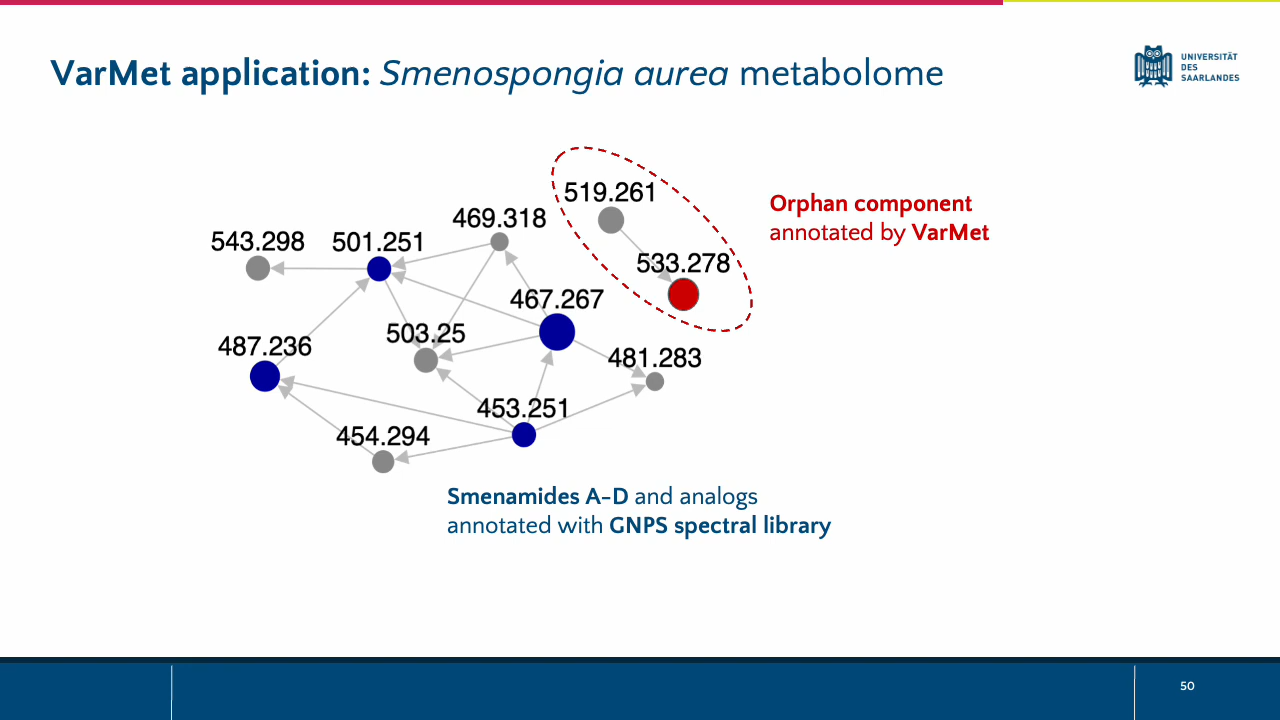 VarMet application: Smenospongia aurea metabolome
UNIVERSITÄT
DES
SAARLANDES
519.261
469.318
543.298
501.251
533.278
467.267
503.25
487.236
481.283
453.251
454.294
Orphan component
annotated by VarMet
Smenamides A-D and analogs
annotated with GNPS spectral library
50